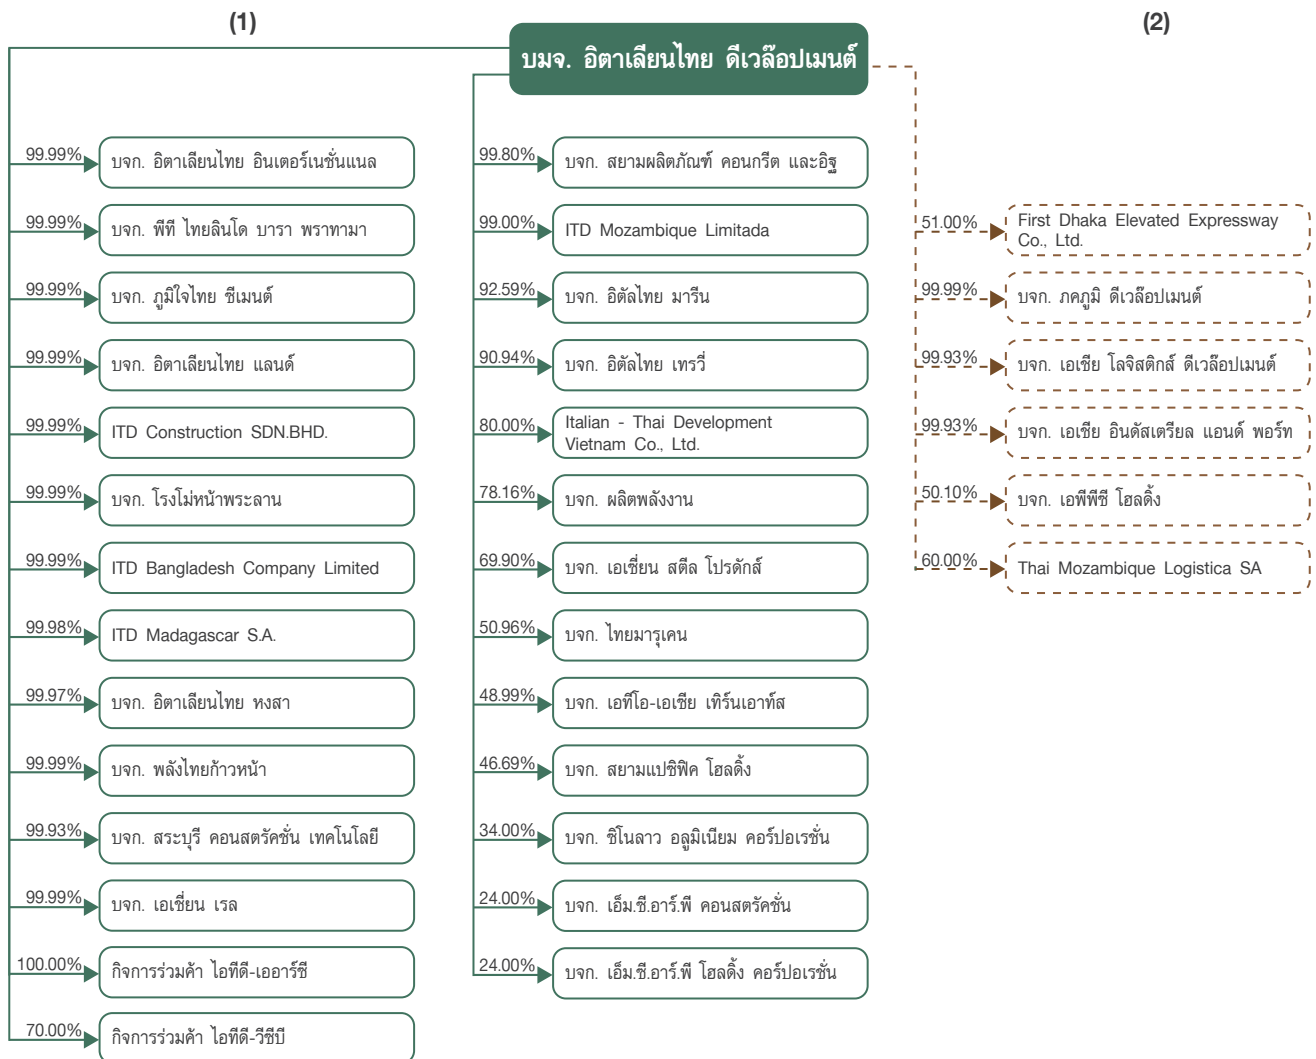 (1)
(2)
บมจ. อิตาเลียนไทย ดีเวล๊อปเมนต์
99.99%
บจก. อิตาเลียนไทย อินเตอร์เนชั่นแนล
99.99%
บจก. พีที ไทยลินโด บารา พราทามา
99.99%
บจก. ภูมิใจไทย ซีเมนต์
99.99%
บจก. อิตาเลียนไทย แลนด์
99.99%
ITD Construction SDN.BHD.
99.99%
บจก. โรงโม่หน้าพระลาน
99.99%
ITD Bangladesh Company Limited
99.98%
ITD Madagascar S.A.
99.97%
บจก. อิตาเลียนไทย หงสา
99.99%
บจก. พลังไทยก้าวหน้า
99.93%
บจก. สระบุรี คอนสตรัคชั่น เทคโนโลยี
99.99%
บจก. เอเชี่ยน เรล
100.00%
กิจการร่วมค้า ไอทีดี-เออาร์ซี
70.00%
กิจการร่วมค้า ไอทีดี-วีซีบี
99.80%
บจก. สยามผลิตภัณฑ์ คอนกรีต และอิฐ
99.00%
ITD Mozambique Limitada
92.59%
บจก. อิตัลไทย มารีน
90.94%
บจก. อิตัลไทย เทรวี่
80.00%
Italian - Thai Development
Vietnam Co., Ltd.
78.16%
บจก. ผลิตพลังงาน
69.90%
บจก. เอเชี่ยน สตีล โปรดักส์
50.96%
บจก. ไทยมารุเคน
48.99%
บจก. เอทีโอ-เอเชีย เทิร์นเอาท์ส
46.69%
บจก. สยามแปซิฟิค โฮลดิ้ง
34.00%
บจก. ซิโนลาว อลูมิเนียม คอร์ปอเรชั่น
24.00%
บจก. เอ็ม.ซี.อาร์.พี คอนสตรัคชั่น
24.00%
บจก. เอ็ม.ซี.อาร์.พี โฮลดิ้ง คอร์ปอเรชั่น
51.00%
First Dhaka Elevated Expressway
Co., Ltd.
99.99%
บจก. ภคภูมิ ดีเวล๊อปเมนต์
99.93%
บจก. เอเชีย โลจิสติกส์ ดีเวล๊อปเมนต์
99.93%
บจก. เอเชีย อินดัสเตรียล แอนด์ พอร์ท
50.10%
บจก. เอพีพีซี โฮลดิ้ง
60.00%
Thai Mozambique Logistica SA